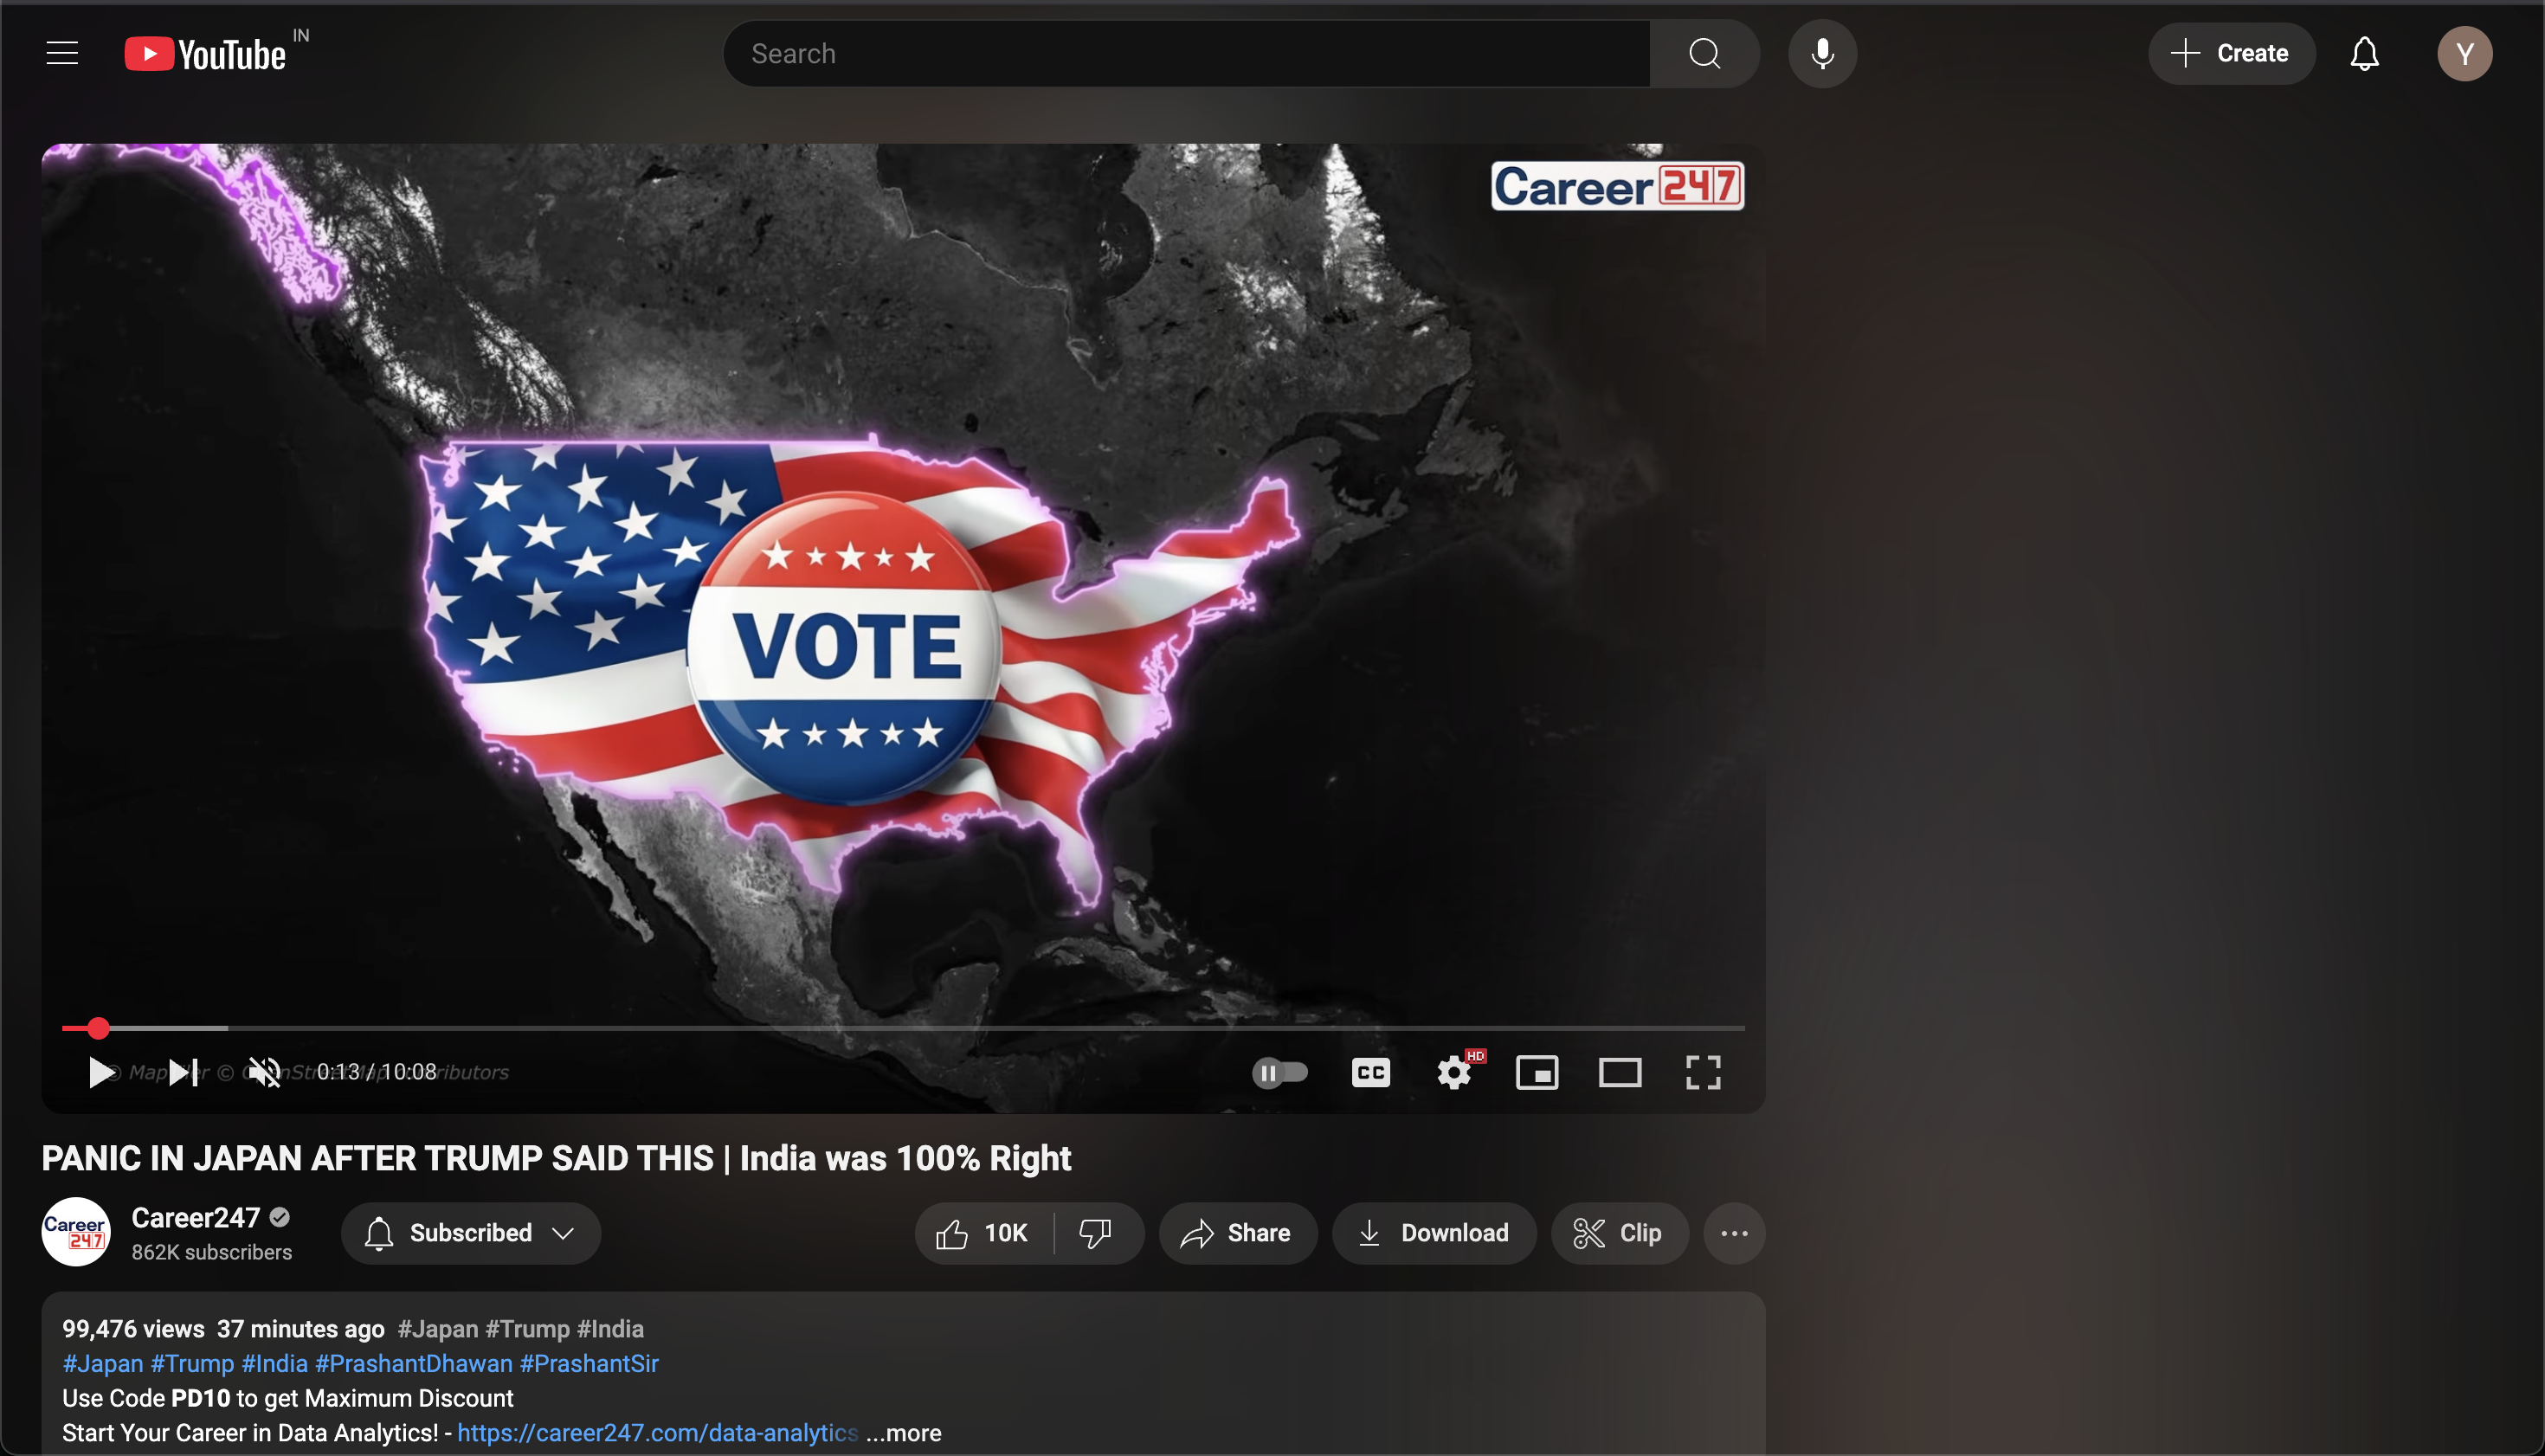 YouTube IN
Search
Create
Y
Career 247
★★★★★
VOTE
★★★★★
0:13 / 10:08
CC
HD
PANIC IN JAPAN AFTER TRUMP SAID THIS | India was 100% Right
Career 247
Career247
862K subscribers
Subscribed
10K
Share
Download
Clip
99,476 views 37 minutes ago #Japan #Trump #India
#Japan #Trump #India #PrashantDhawan #PrashantSir
Use Code PD10 to get Maximum Discount
Start Your Career in Data Analytics! - https://career247.com/data-analytics ...more